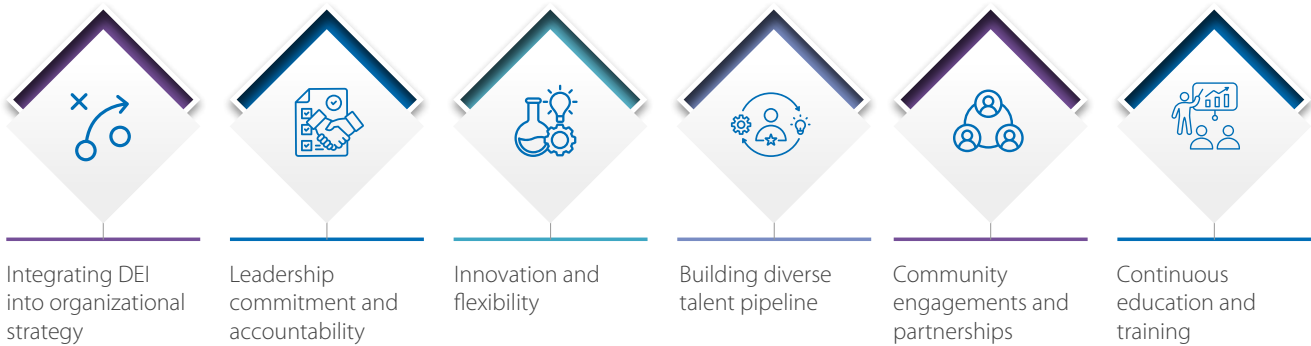 Integrating DEI
into organizational
strategy
Leadership
commitment and
accountability
Innovation and
flexibility
Building diverse
talent pipeline
Community
engagements and
partnerships
Continuous
education and
training